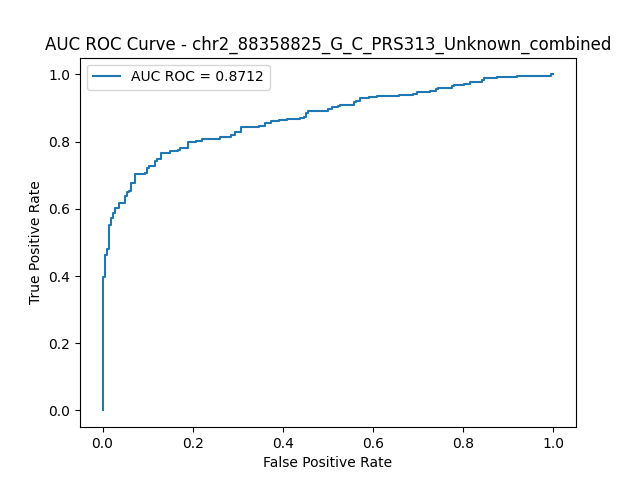 AUC ROC Curve - chr2_88358825_G_C_PRS313_Unknown_combined
AUC ROC = 0.8712
1.0
0.8
0.6
0.4
0.2
0.0
True Positive Rate
0.0 0.2 0.4 0.6 0.8 1.0
False Positive Rate